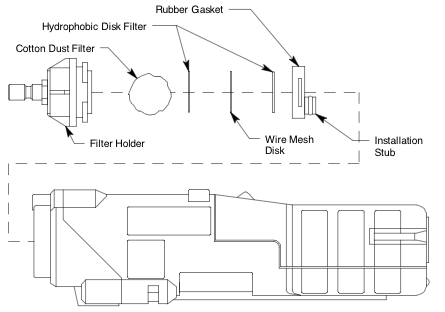 Rubber Gasket
Hydrophobic Disk Filter
Cotton Dust Filter
Filter Holder
Wire Mesh
Disk
Installation
Stub